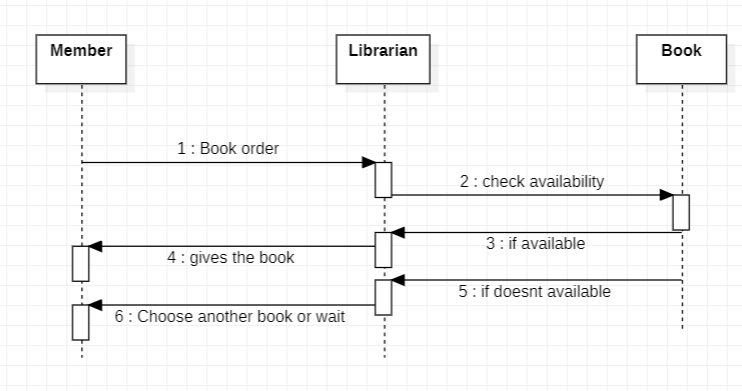 Member
Librarian
Book
1 : Book order
2 : check availability
3 : if available
4 : gives the book
5 : if doesnt available
6 : Choose another book or wait